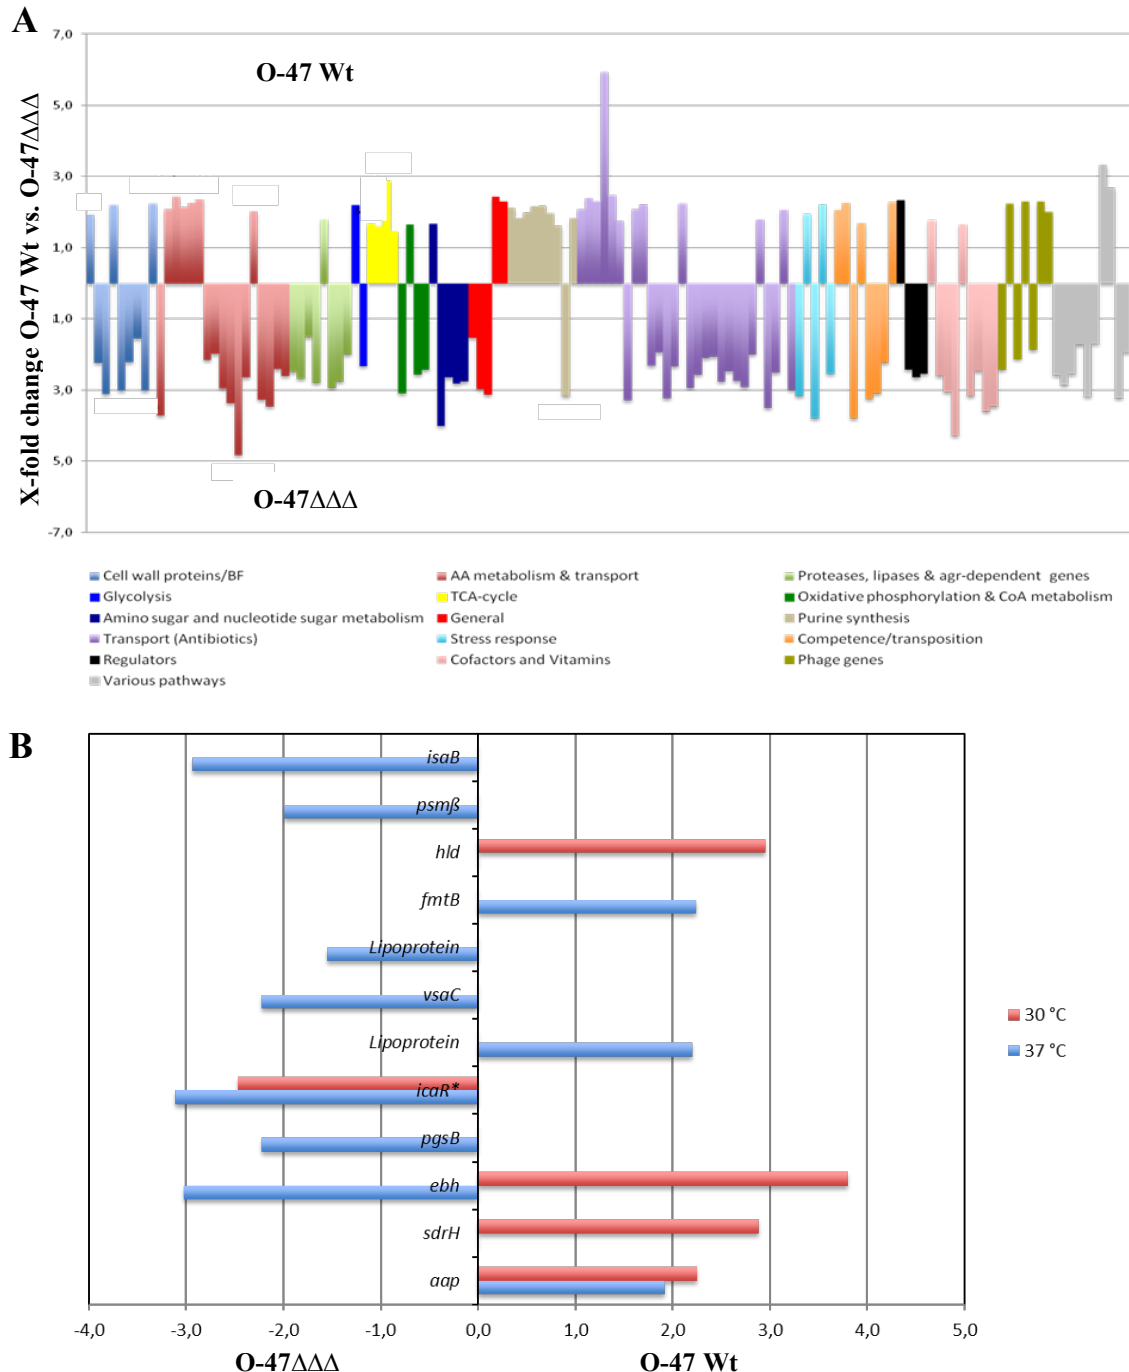 A
7,0
O-47 Wt
5,0
3,0
1,0
1,0
3,0
5,0
O-47ΔΔΔ
-7,0
X-fold change O-47 Wt vs. O-47ΔΔΔ
Cell wall proteins/BF
AA metabolism & transport
Proteases, lipases & agr-dependent genes
Glycolysis
TCA-cycle
Oxidative phosphorylation & CoA metabolism
Amino sugar and nucleotide sugar metabolism
General
Purine synthesis
Transport (Antibiotics)
Stress response
Competence/transposition
Regulators
Cofactors and Vitamins
Phage genes
Various pathways
B
isaB
psmß
hld
fmtB
Lipoprotein
vsaC
Lipoprotein
icaR*
pgsB
ebh
sdrH
aap
30 °C
37 °C
-4,0 -3,0 -2,0 -1,0 0,0 1,0 2,0 3,0 4,0 5,0
O-47ΔΔΔ O-47 Wt